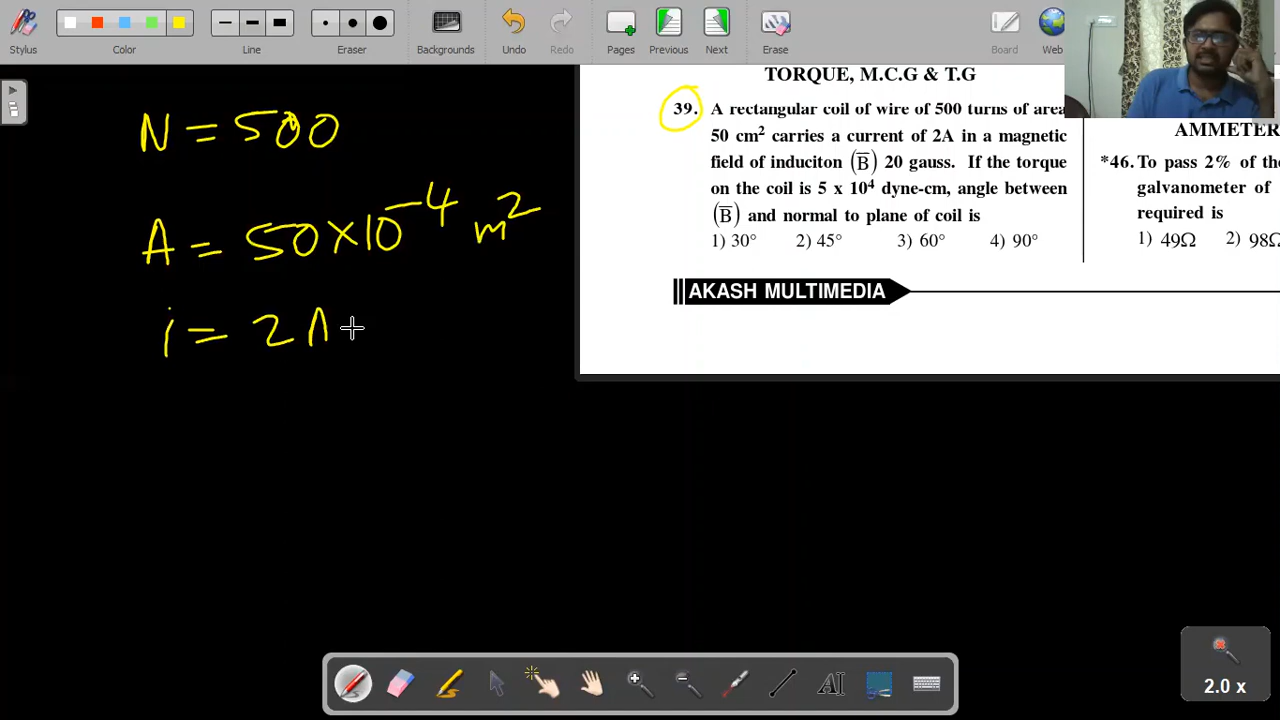 Stylus
Color
Line
Eraser
Backgrounds
Undo
Redo
Pages
Previous
Next
Erase
Board
Web
N = 500
A = 50×10⁻⁴ m²
i = 2A
TORQUE, M.C.G & T.G
39. A rectangular coil of wire of 500 turns of area
50 cm² carries a current of 2A in a magnetic
field of induciton (B̅) 20 gauss. If the torque
on the coil is 5 x 10⁴ dyne-cm, angle between
(B̅) and normal to plane of coil is
1) 30° 2) 45° 3) 60° 4) 90°
AKASH MULTIMEDIA
AMMETER
*46. To pass 2% of the
galvanometer of
required is
1) 49Ω 2) 98Ω
2.0 x